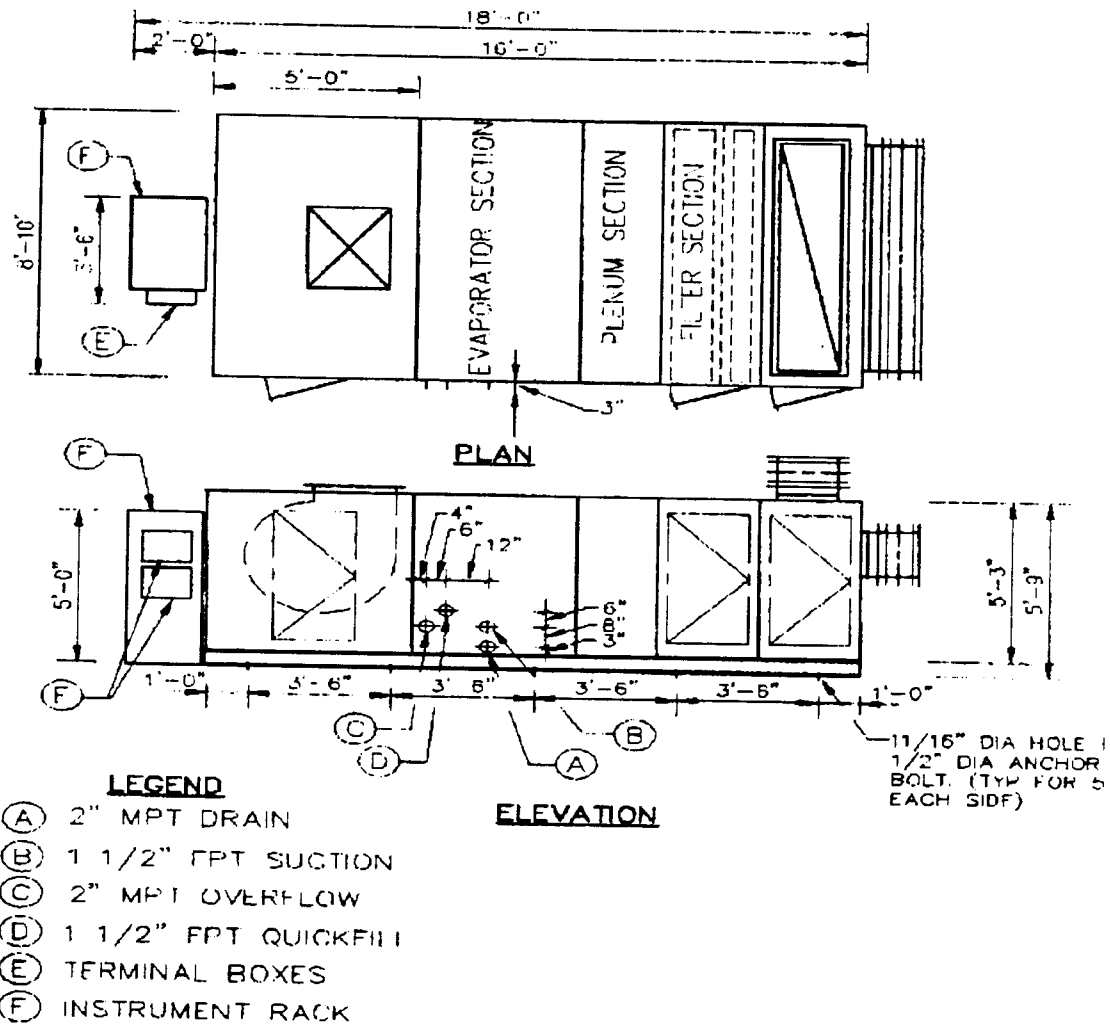 18'-0"
2'-0"
16'-0"
5'-0"
F
8'-10"
3'-6"
E
EVAPORATOR SECTION
PLENUM SECTION
FILTER SECTION
3"
PLAN
F
4"
6"
12"
5'-0"
5'-3"
5'-9"
6"
8"
3"
F
1'-0"
3'-6"
3'-6"
3'-6"
3'-6"
1'-0"
C
D
A
B
11/16" DIA HOLE
1/2" DIA ANCHOR
BOLT. (TYP FOR 5
EACH SIDE)
LEGEND
ELEVATION
A 2" MPT DRAIN
B 1 1/2" FPT SUCTION
C 2" MPT OVERFLOW
D 1 1/2" FPT QUICKFILL
E TERMINAL BOXES
F INSTRUMENT RACK